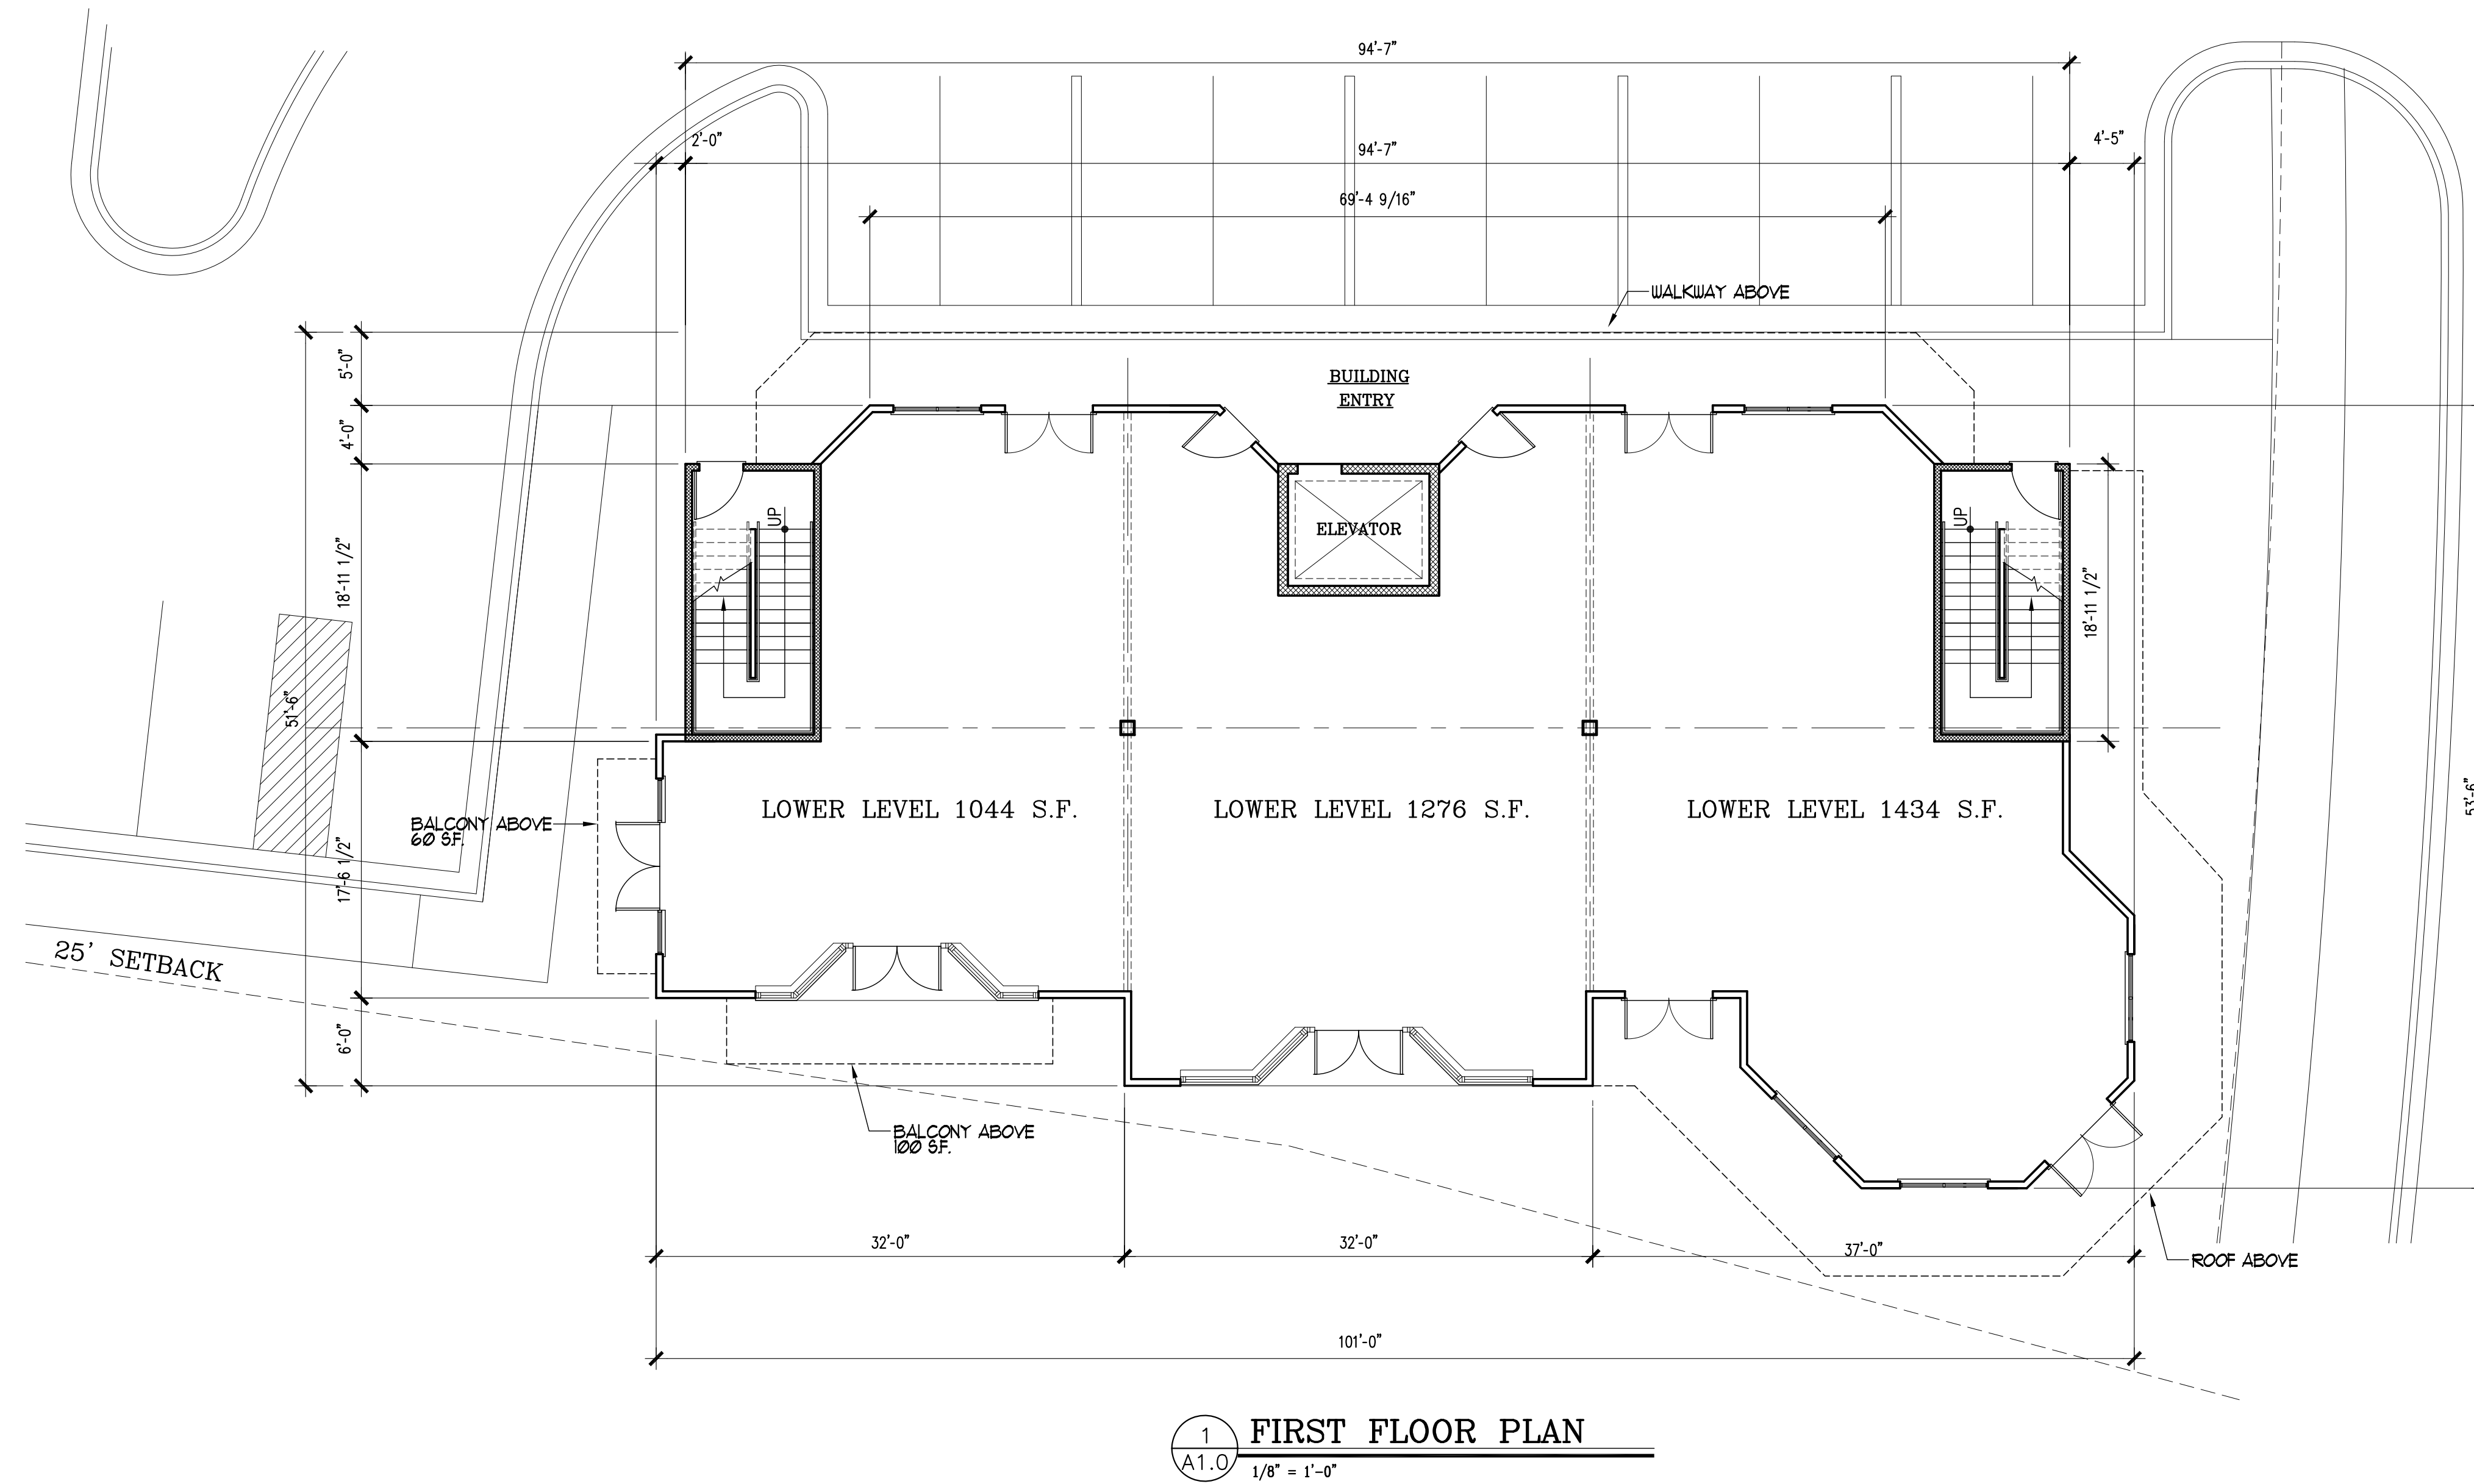 94'-7"
2'-0"
94'-7"
4'-5"
69'-4 9/16"
WALKWAY ABOVE
5'-0"
BUILDING
ENTRY
4'-0"
UP
ELEVATOR
UP
18'-11 1/2"
18'-11 1/2"
51'-6"
53'-6"
LOWER LEVEL 1044 S.F.
LOWER LEVEL 1276 S.F.
LOWER LEVEL 1434 S.F.
BALCONY ABOVE
60 S.F.
17'-6 1/2"
25' SETBACK
6'-0"
BALCONY ABOVE
100 S.F.
32'-0"
32'-0"
37'-0"
ROOF ABOVE
101'-0"
1
A1.0
FIRST FLOOR PLAN
1/8" = 1'-0"